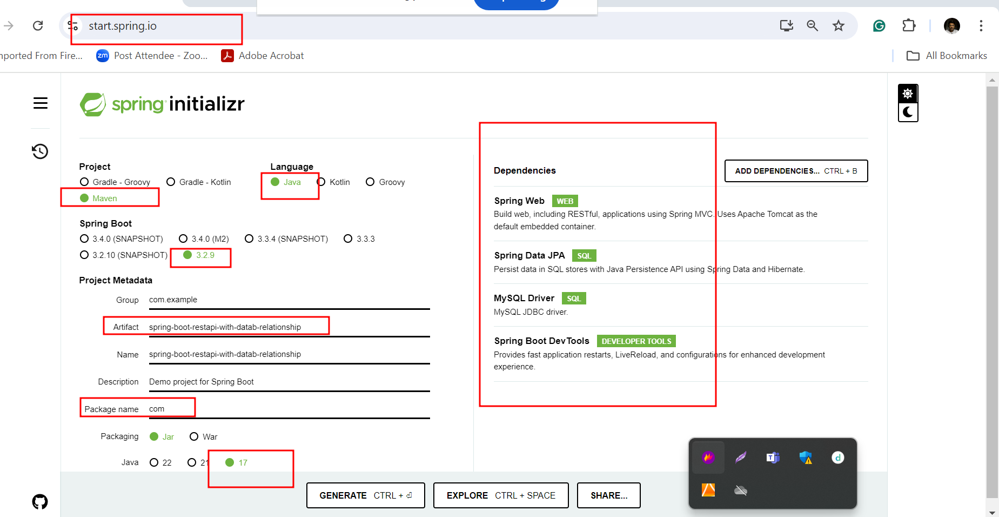 start.spring.io
Post Attendee - Zoo...
Adobe Acrobat
All Bookmarks
zm
spring initializr
Project
Gradle - Groovy
Gradle - Kotlin
Maven
Language
Java
Kotlin
Groovy
Spring Boot
3.4.0 (SNAPSHOT)
3.4.0 (M2)
3.3.4 (SNAPSHOT)
3.3.3
3.2.10 (SNAPSHOT)
3.2.9
Project Metadata
Group com.example
Artifact spring-boot-restapi-with-datab-relationship
Name spring-boot-restapi-with-datab-relationship
Description Demo project for Spring Boot
Package name com
Packaging Jar War
Java 22 21 17
Dependencies
ADD DEPENDENCIES... CTRL + B
Spring Web WEB
Build web, including RESTful, applications using Spring MVC. Uses Apache Tomcat as the
default embedded container.
Spring Data JPA SQL
Persist data in SQL stores with Java Persistence API using Spring Data and Hibernate.
MySQL Driver SQL
MySQL JDBC driver.
Spring Boot DevTools DEVELOPER TOOLS
Provides fast application restarts, LiveReload, and configurations for enhanced development
experience.
GENERATE CTRL + ⏎
EXPLORE CTRL + SPACE
SHARE...